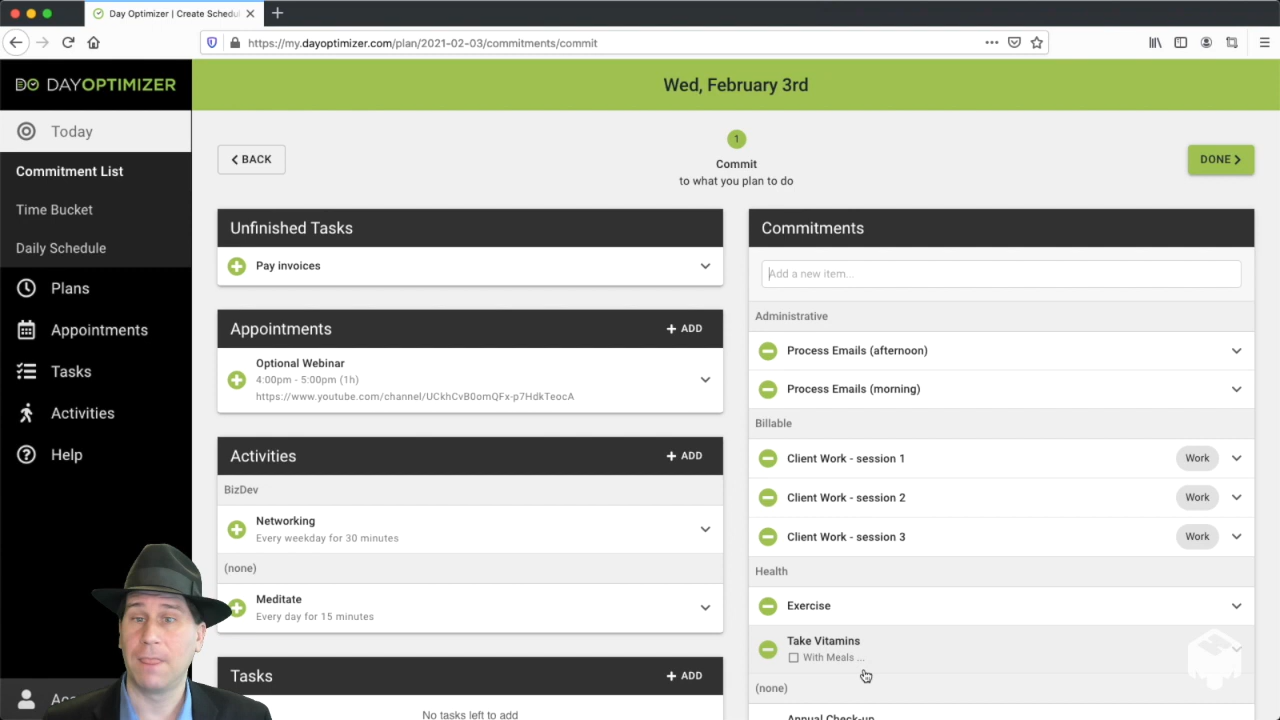 Day Optimizer | Create Schedul
https://my.dayoptimizer.com/plan/2021-02-03/commitments/commit
DO DAYOPTIMIZER
Wed, February 3rd
Today
Commitment List
Time Bucket
Daily Schedule
Plans
Appointments
Tasks
Activities
Help
BACK
1
Commit
to what you plan to do
DONE
Unfinished Tasks
Pay invoices
Appointments
+ ADD
Optional Webinar
4:00pm - 5:00pm (1h)
https://www.youtube.com/channel/UCkhCvB0omQFx-p7HdkTeocA
Activities
+ ADD
BizDev
Networking
Every weekday for 30 minutes
(none)
Meditate
Every day for 15 minutes
Tasks
+ ADD
No tasks left to add
Commitments
Add a new item...
Administrative
Process Emails (afternoon)
Process Emails (morning)
Billable
Client Work - session 1
Work
Client Work - session 2
Work
Client Work - session 3
Work
Health
Exercise
Take Vitamins
With Meals ...
(none)
Annual Check-up